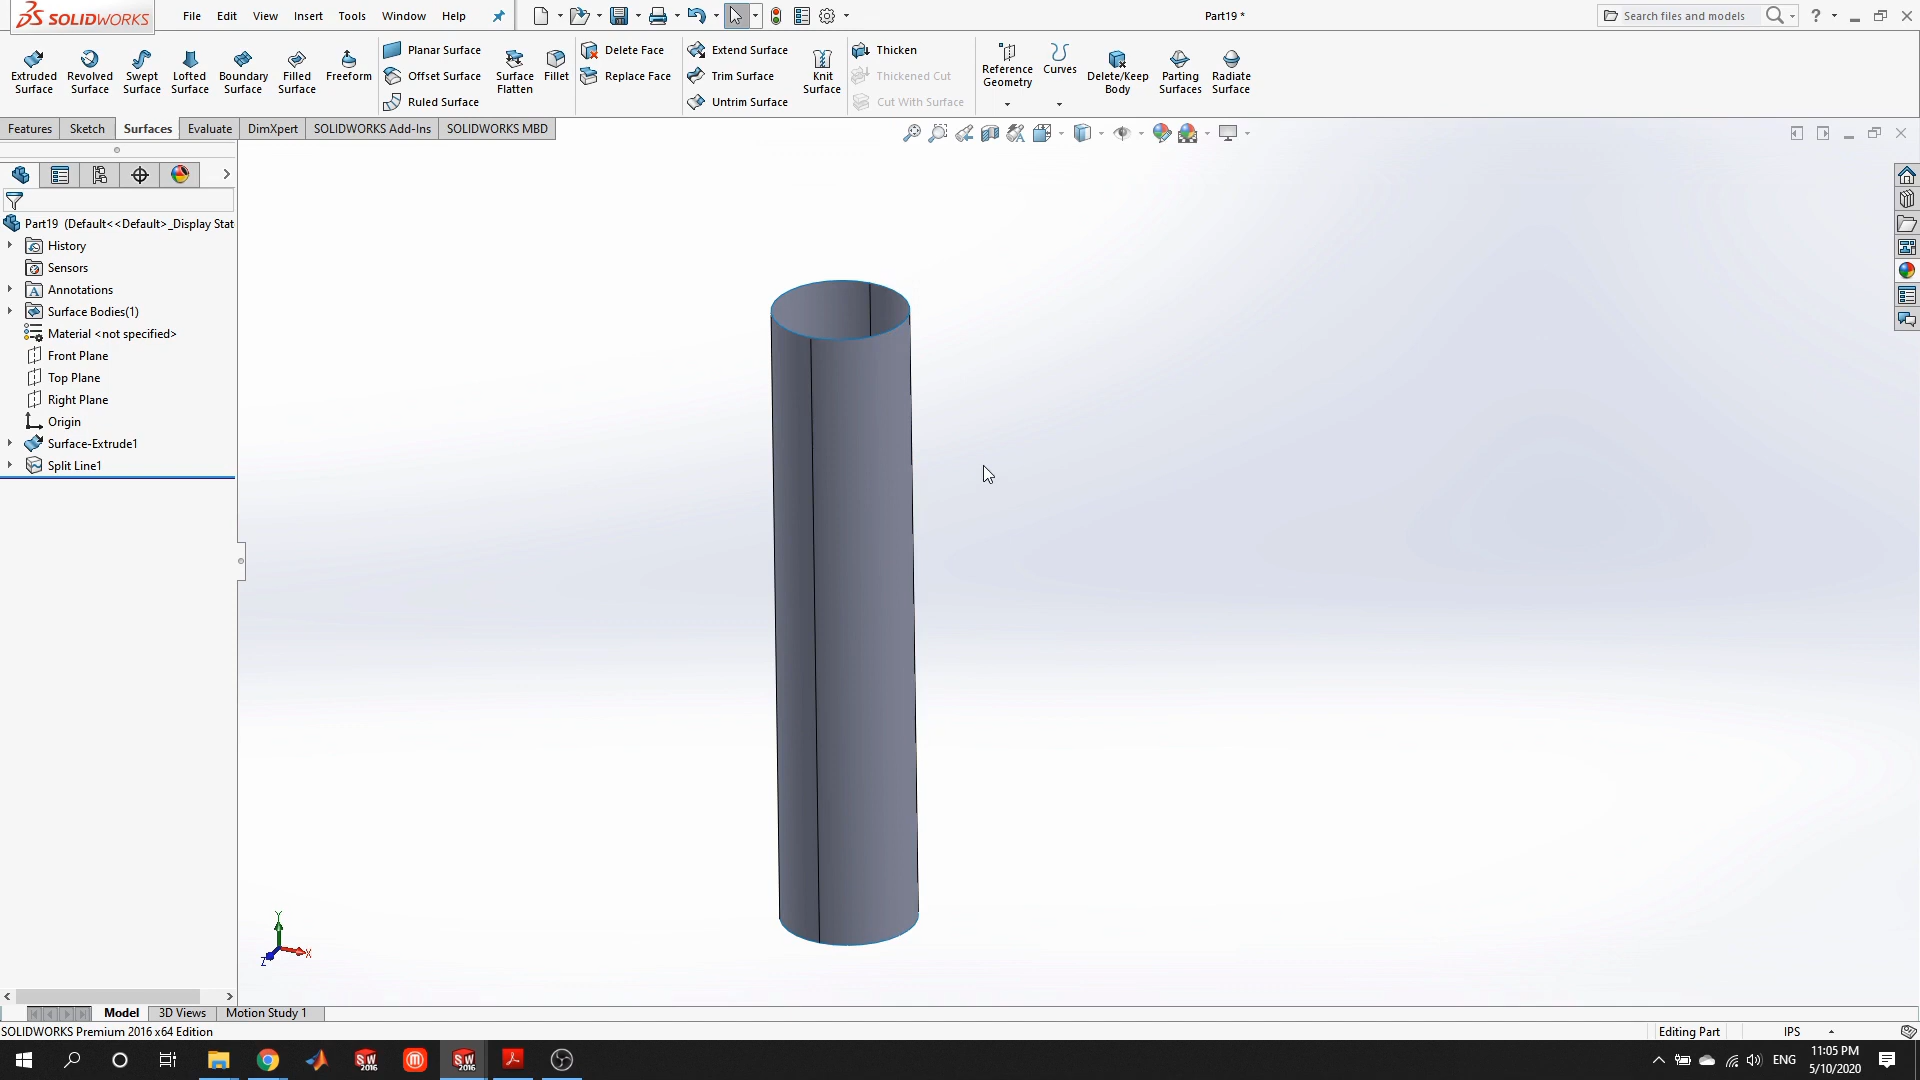 SOLIDWORKS
File Edit View Insert Tools Window Help
Part19 *
Search files and models
Extruded Surface
Revolved Surface
Swept Surface
Lofted Surface
Boundary Surface
Filled Surface
Freeform
Planar Surface
Offset Surface
Ruled Surface
Surface Flatten
Fillet
Delete Face
Replace Face
Extend Surface
Trim Surface
Untrim Surface
Knit Surface
Thicken
Thickened Cut
Cut With Surface
Reference Geometry
Curves
Delete/Keep Body
Parting Surfaces
Radiate Surface
Features Sketch Surfaces Evaluate DimXpert SOLIDWORKS Add-Ins SOLIDWORKS MBD
Part19 (Default<<Default>_Display Stat
History
Sensors
Annotations
Surface Bodies(1)
Material <not specified>
Front Plane
Top Plane
Right Plane
Origin
Surface-Extrude1
Split Line1
Y
X
Z
Model 3D Views Motion Study 1
SOLIDWORKS Premium 2016 x64 Edition
Editing Part
IPS
SW 2016
SW 2016
ENG
11:05 PM
5/10/2020